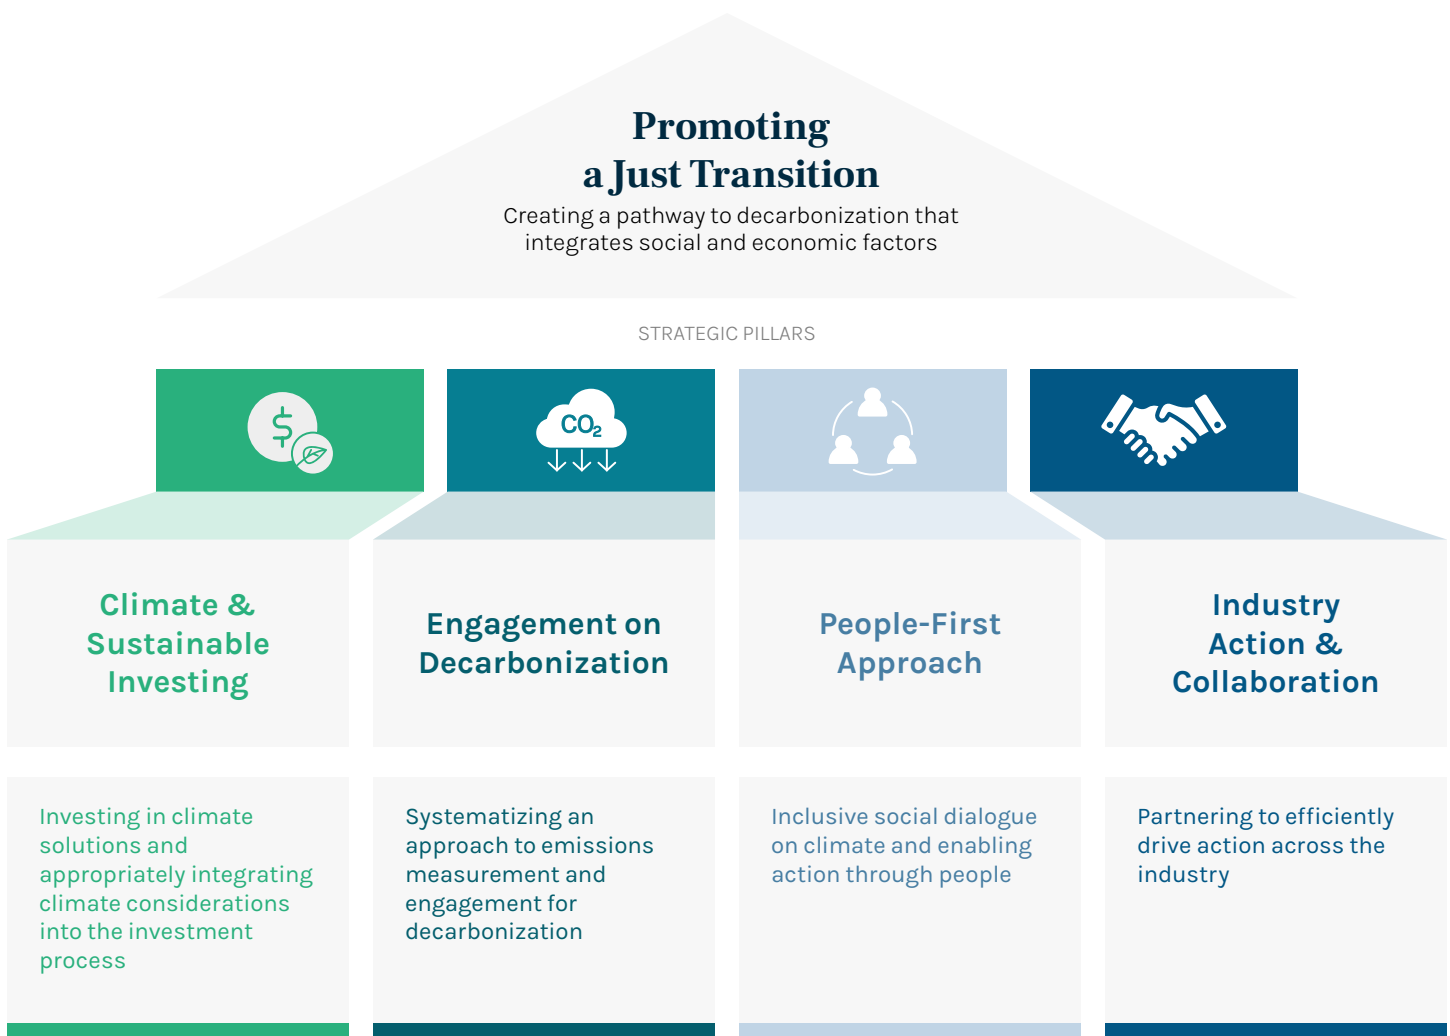 Promoting
a Just Transition
Creating a pathway to decarbonization that
integrates social and economic factors
STRATEGIC PILLARS
$
CO₂
Climate &
Sustainable
Investing
Engagement on
Decarbonization
People-First
Approach
Industry
Action &
Collaboration
Investing in climate
solutions and
appropriately integrating
climate considerations
into the investment
process
Systematizing an
approach to emissions
measurement and
engagement for
decarbonization
Inclusive social dialogue
on climate and enabling
action through people
Partnering to efficiently
drive action across the
industry